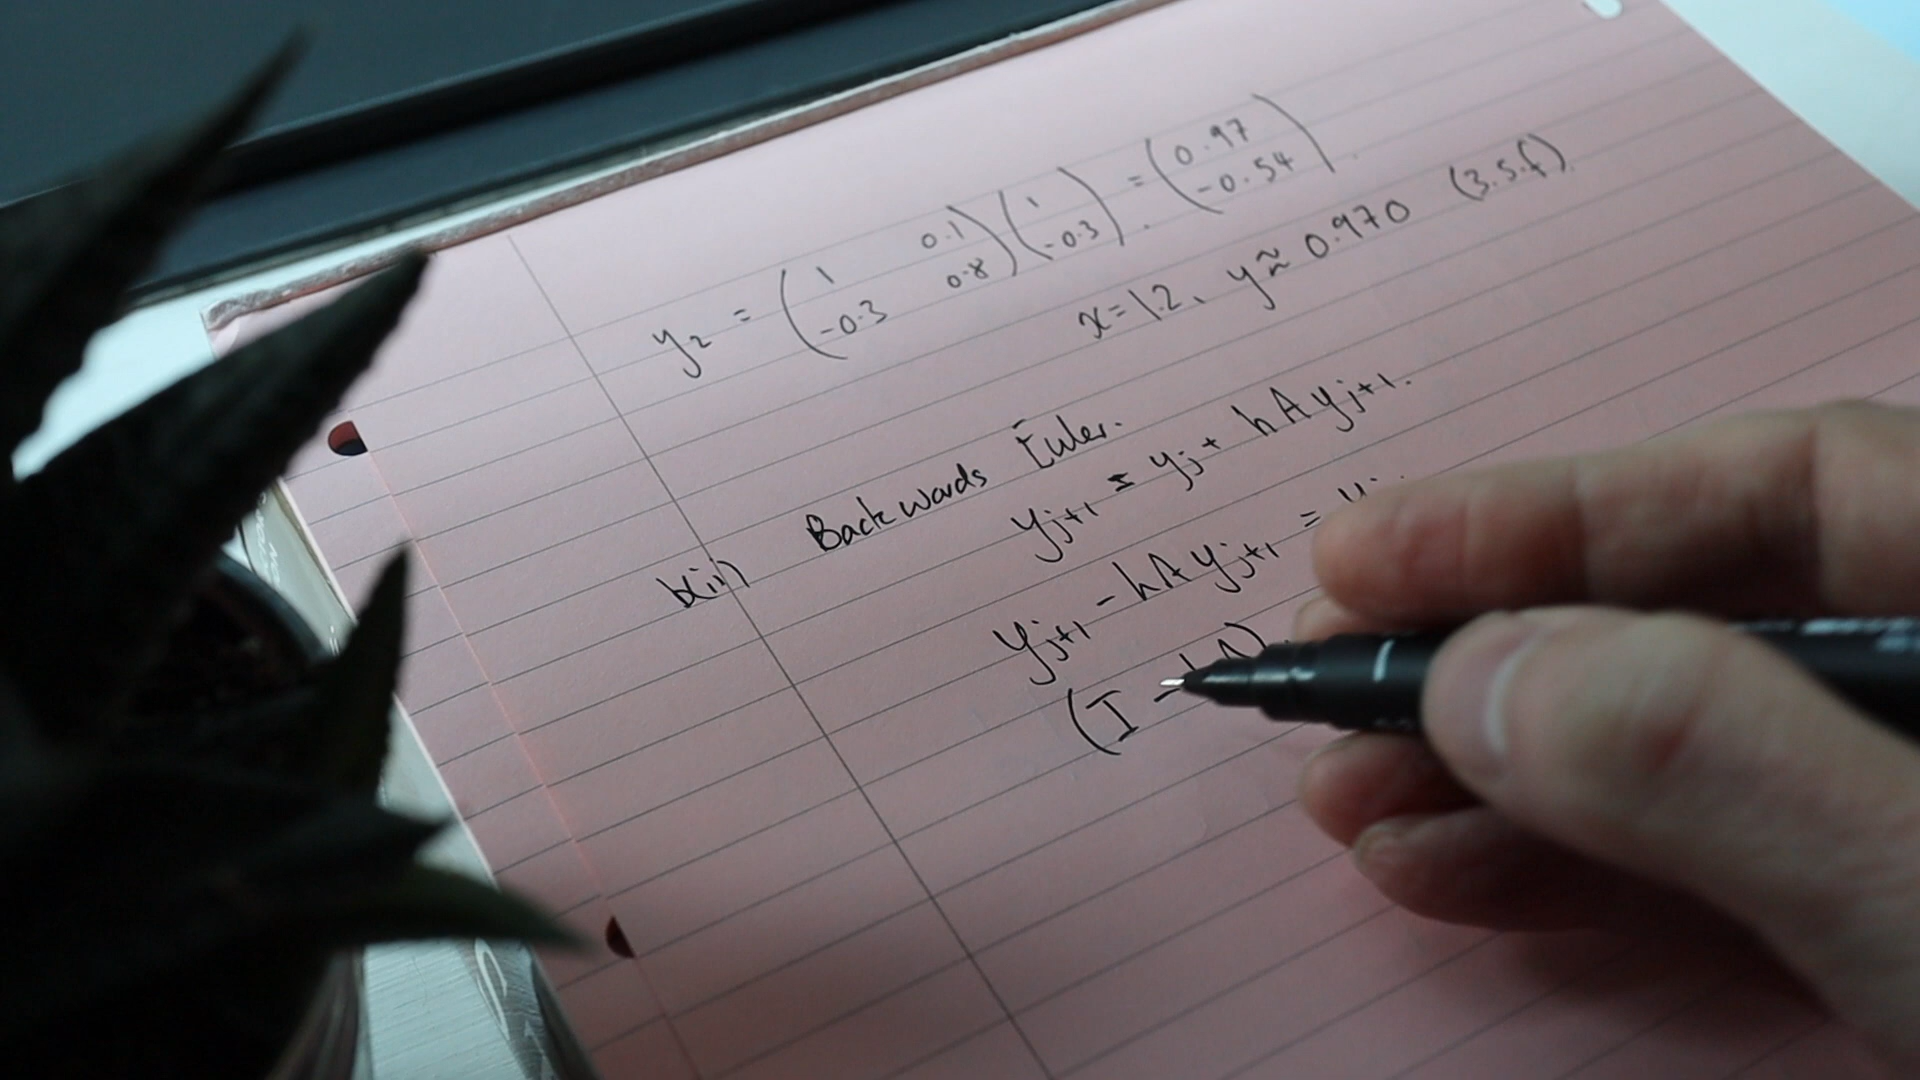 y₂ = ( 1 0.1 ; -0.3 0.8 ) ( 1 ; -0.3 ) = ( 0.97 ; -0.54 )
x = 1.2, y ≈ 0.970 (3.s.f)
b(ii) Backwards Euler.
yⱼ₊₁ = yⱼ + hAyⱼ₊₁.
yⱼ₊₁ - hAyⱼ₊₁ =
(I -